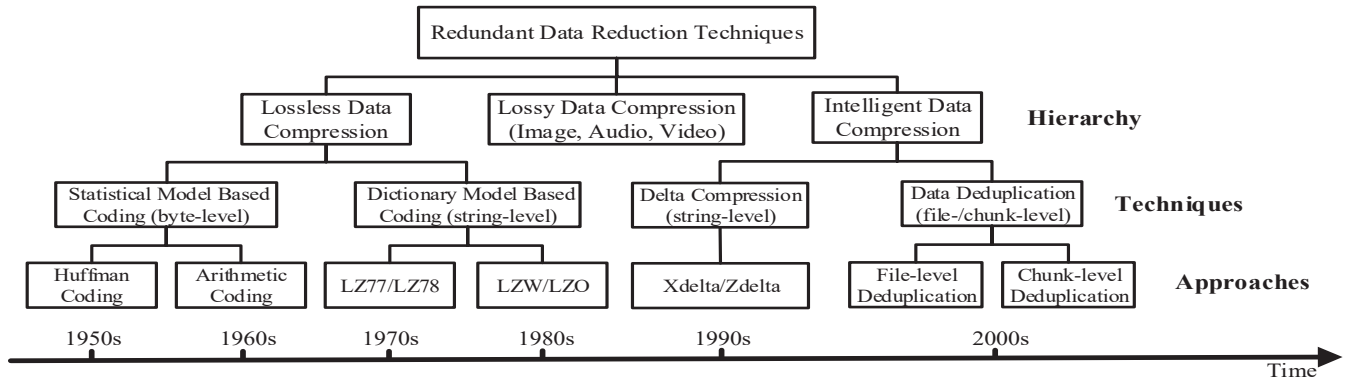 Redundant Data Reduction Techniques
Lossless Data
Compression
Lossy Data Compression
(Image, Audio, Video)
Intelligent Data
Compression
Hierarchy
Statistical Model Based
Coding (byte-level)
Dictionary Model Based
Coding (string-level)
Delta Compression
(string-level)
Data Deduplication
(file-/chunk-level)
Techniques
Huffman
Coding
Arithmetic
Coding
LZ77/LZ78
LZW/LZO
Xdelta/Zdelta
File-level
Deduplication
Chunk-level
Deduplication
Approaches
1950s
1960s
1970s
1980s
1990s
2000s
Time